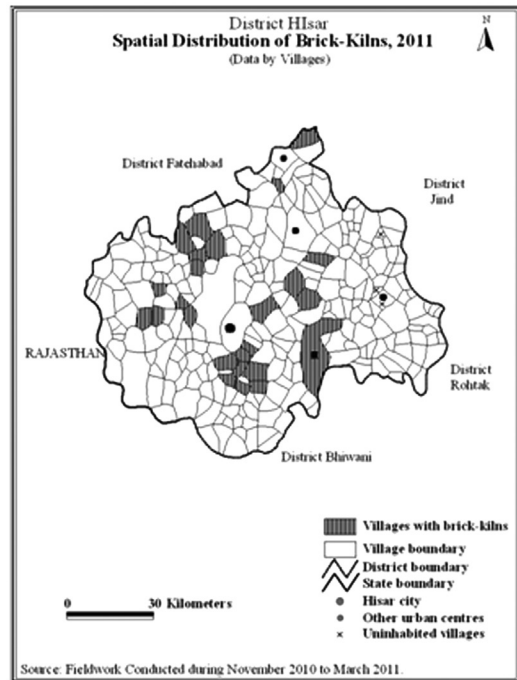 District HIsar
Spatial Distribution of Brick-Kilns, 2011
(Data by Villages)
N
District Fatehabad
District
Jind
RAJASTHAN
District
Rohtak
District Bhiwani
Villages with brick-kilns
Village boundary
District boundary
State boundary
0 30 Kilometers
Hisar city
Other urban centres
Uninhabited villages
Source: Fieldwork Conducted during November 2010 to March 2011.